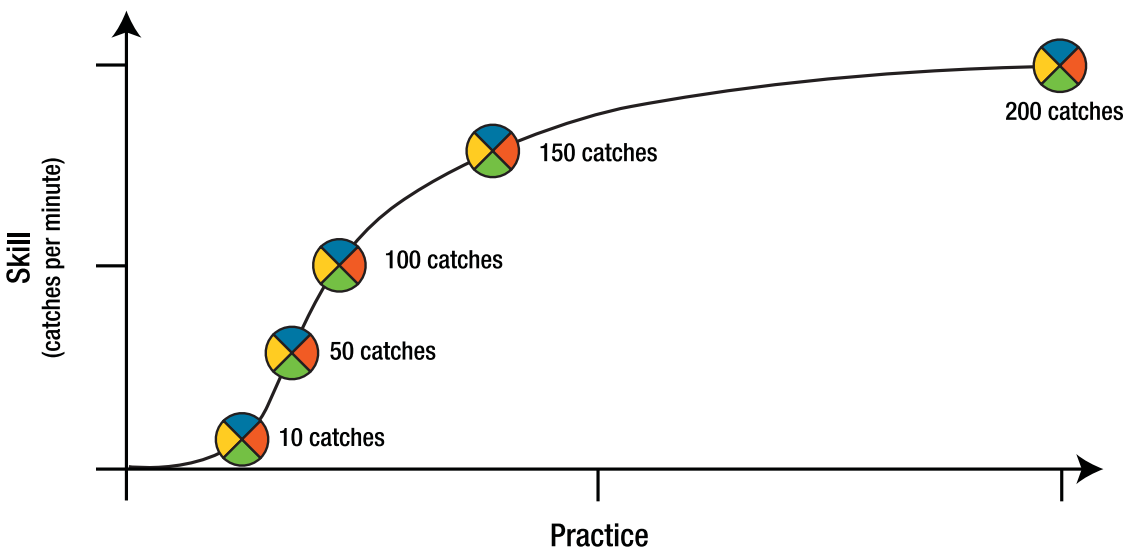 200 catches
150 catches
100 catches
50 catches
10 catches
Skill
(catches per minute)
Practice